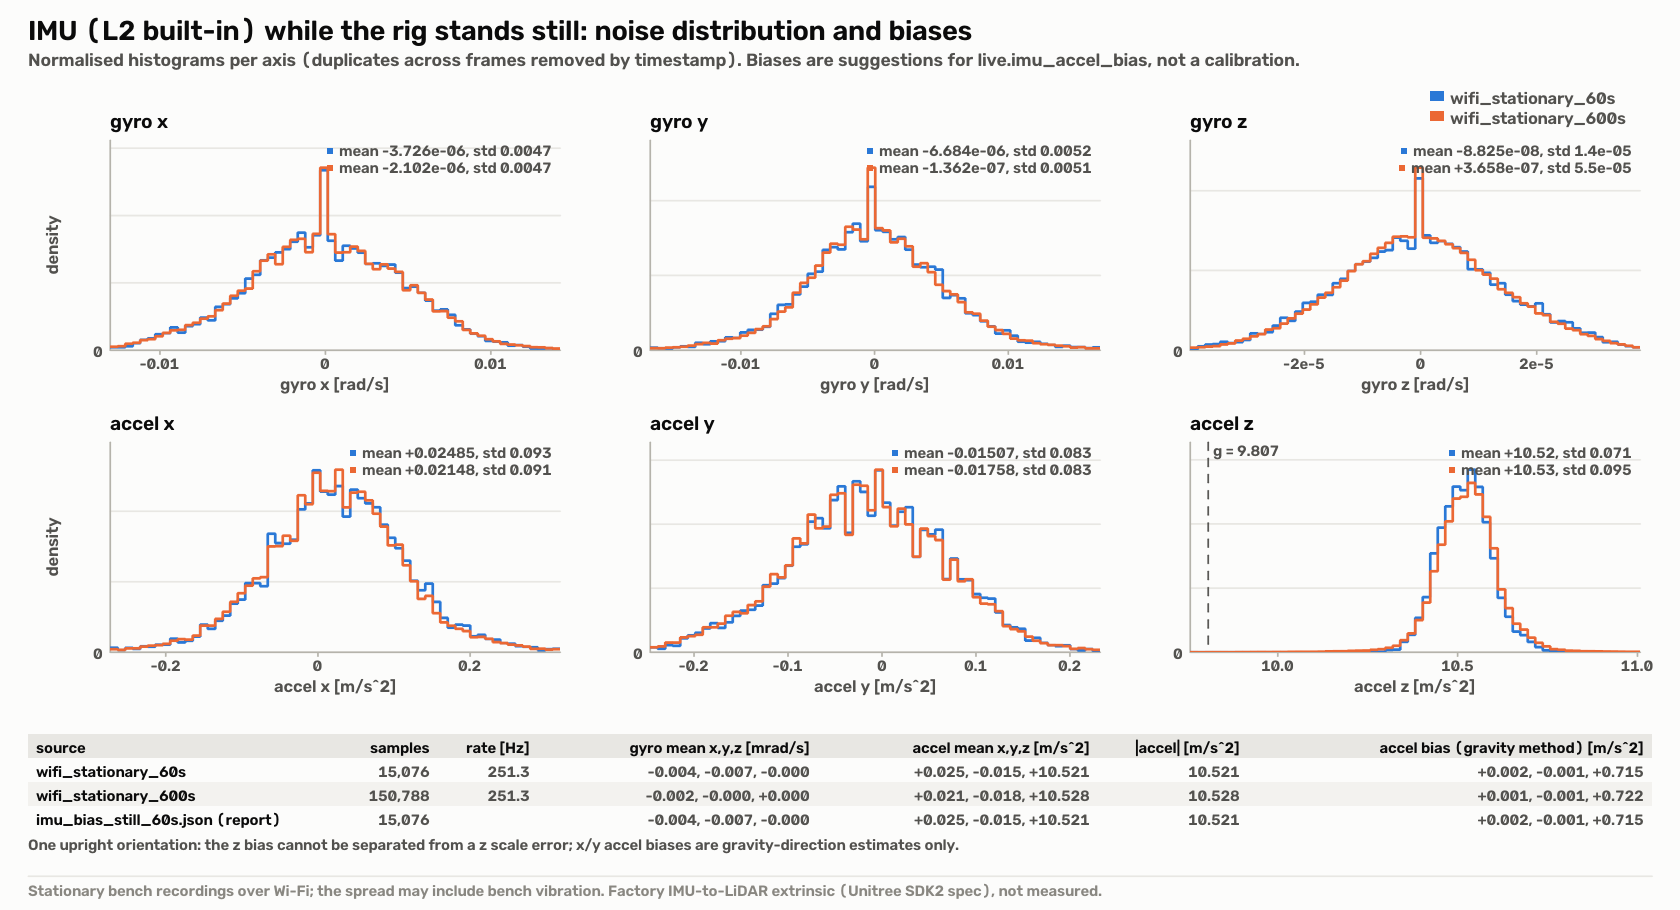 IMU (L2 built-in) while the rig stands still: noise distribution and biases
Normalised histograms per axis (duplicates across frames removed by timestamp). Biases are suggestions for live.imu_accel_bias, not a calibration.
wifi_stationary_60s
wifi_stationary_600s
gyro x
mean -3.726e-06, std 0.0047
mean -2.102e-06, std 0.0047
density
0
-0.01 0 0.01
gyro x [rad/s]
gyro y
mean -6.684e-06, std 0.0052
mean -1.362e-07, std 0.0051
0
-0.01 0 0.01
gyro y [rad/s]
gyro z
mean -8.825e-08, std 1.4e-05
mean +3.658e-07, std 5.5e-05
0
-2e-5 0 2e-5
gyro z [rad/s]
accel x
mean +0.02485, std 0.093
mean +0.02148, std 0.091
density
0
-0.2 0 0.2
accel x [m/s^2]
accel y
mean -0.01507, std 0.083
mean -0.01758, std 0.083
0
-0.2 -0.1 0 0.1 0.2
accel y [m/s^2]
accel z
g = 9.807
mean +10.52, std 0.071
mean +10.53, std 0.095
0
10.0 10.5 11.0
accel z [m/s^2]
source samples rate [Hz] gyro mean x,y,z [mrad/s] accel mean x,y,z [m/s^2] |accel| [m/s^2] accel bias (gravity method) [m/s^2]
wifi_stationary_60s 15,076 251.3 -0.004, -0.007, -0.000 +0.025, -0.015, +10.521 10.521 +0.002, -0.001, +0.715
wifi_stationary_600s 150,788 251.3 -0.002, -0.000, +0.000 +0.021, -0.018, +10.528 10.528 +0.001, -0.001, +0.722
imu_bias_still_60s.json (report) 15,076 -0.004, -0.007, -0.000 +0.025, -0.015, +10.521 10.521 +0.002, -0.001, +0.715
One upright orientation: the z bias cannot be separated from a z scale error; x/y accel biases are gravity-direction estimates only.
Stationary bench recordings over Wi-Fi; the spread may include bench vibration. Factory IMU-to-LiDAR extrinsic (Unitree SDK2 spec), not measured.